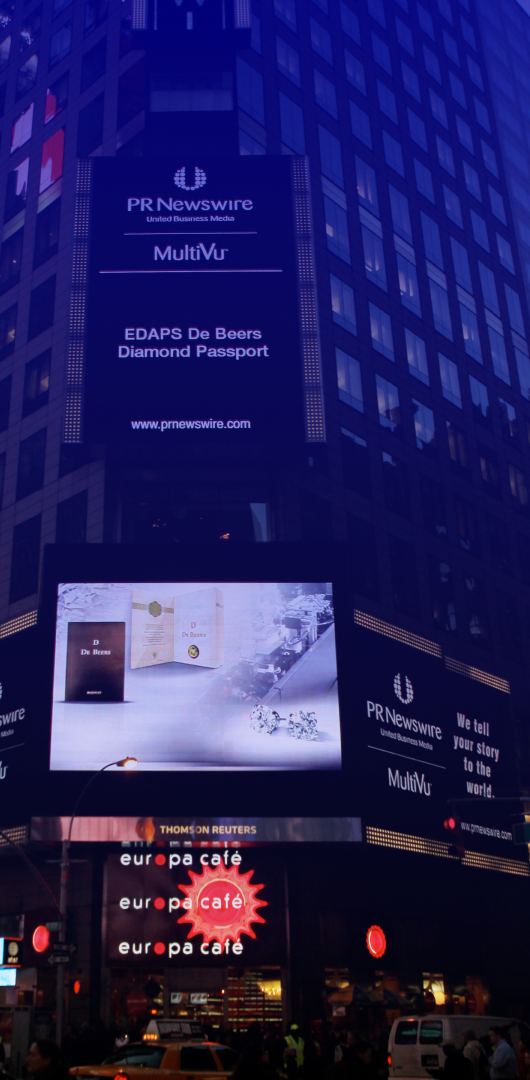 PR Newswire
United Business Media
MultiVu
EDAPS De Beers
Diamond Passport
www.prnewswire.com
D
De Beers
D
De Beers
PR Newswire
United Business Media
MultiVu
We tell
your story
to the
world.
www.prnewswire.com
THOMSON REUTERS
europa café
europa café
europa café